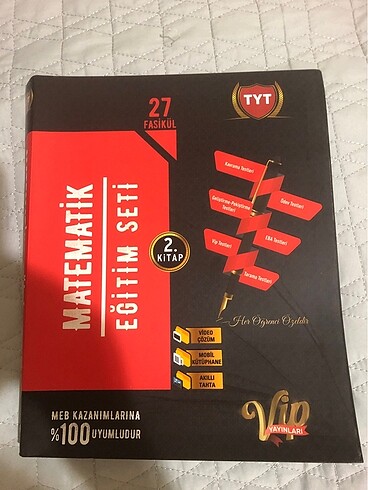 27
FASİKÜL
TYT
MATEMATİK
EĞİTİM SETİ
2.
KİTAP
Kavrama Testleri
Geliştirme-Pekiştirme
Testleri
Ödev Testleri
Vip Testleri
EBA Testleri
Tarama Testleri
Her Öğrenci Özeldir
VİDEO
ÇÖZÜM
MOBİL
KÜTÜPHANE
AKILLI
TAHTA
MEB KAZANIMLARINA
%100 UYUMLUDUR
Vip
YAYINLARI